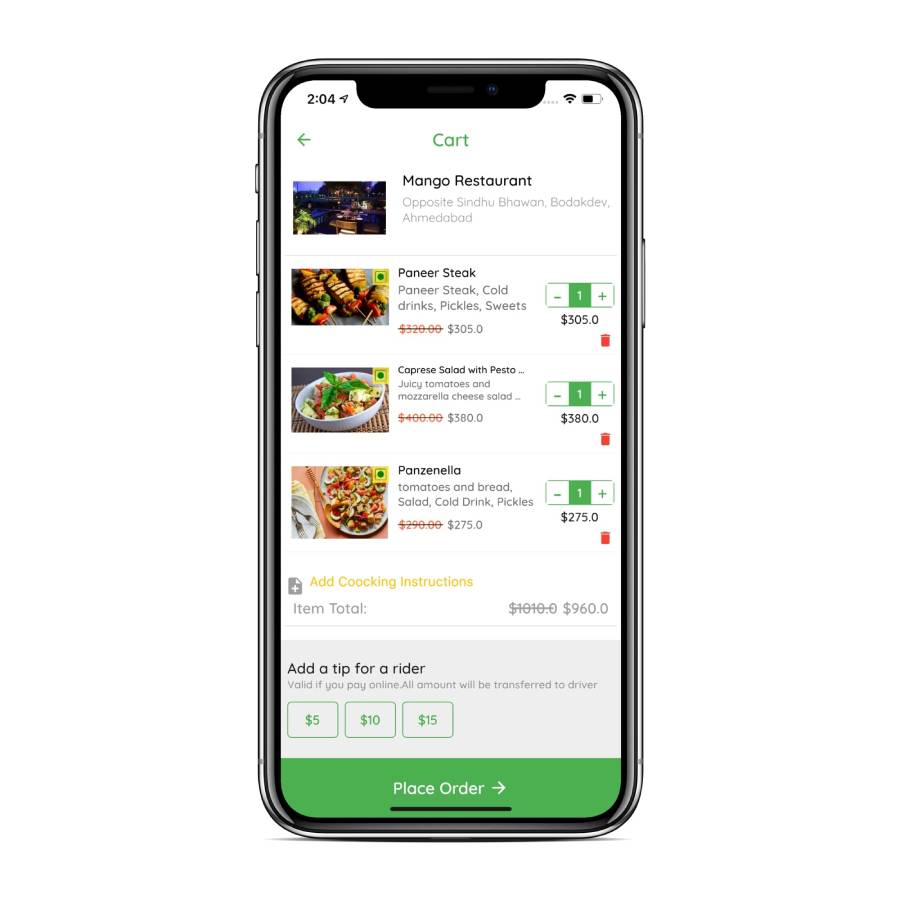 2:04
Cart
Mango Restaurant
Opposite Sindhu Bhawan, Bodakdev,
Ahmedabad
Paneer Steak
Paneer Steak, Cold
drinks, Pickles, Sweets
$320.00 $305.0
- 1 +
$305.0
Caprese Salad with Pesto ...
Juicy tomatoes and
mozzarella cheese salad ...
$400.00 $380.0
- 1 +
$380.0
Panzenella
tomatoes and bread,
Salad, Cold Drink, Pickles
$290.00 $275.0
- 1 +
$275.0
Add Coocking Instructions
Item Total: $1010.0 $960.0
Add a tip for a rider
Valid if you pay online.All amount will be transferred to driver
$5 $10 $15
Place Order →